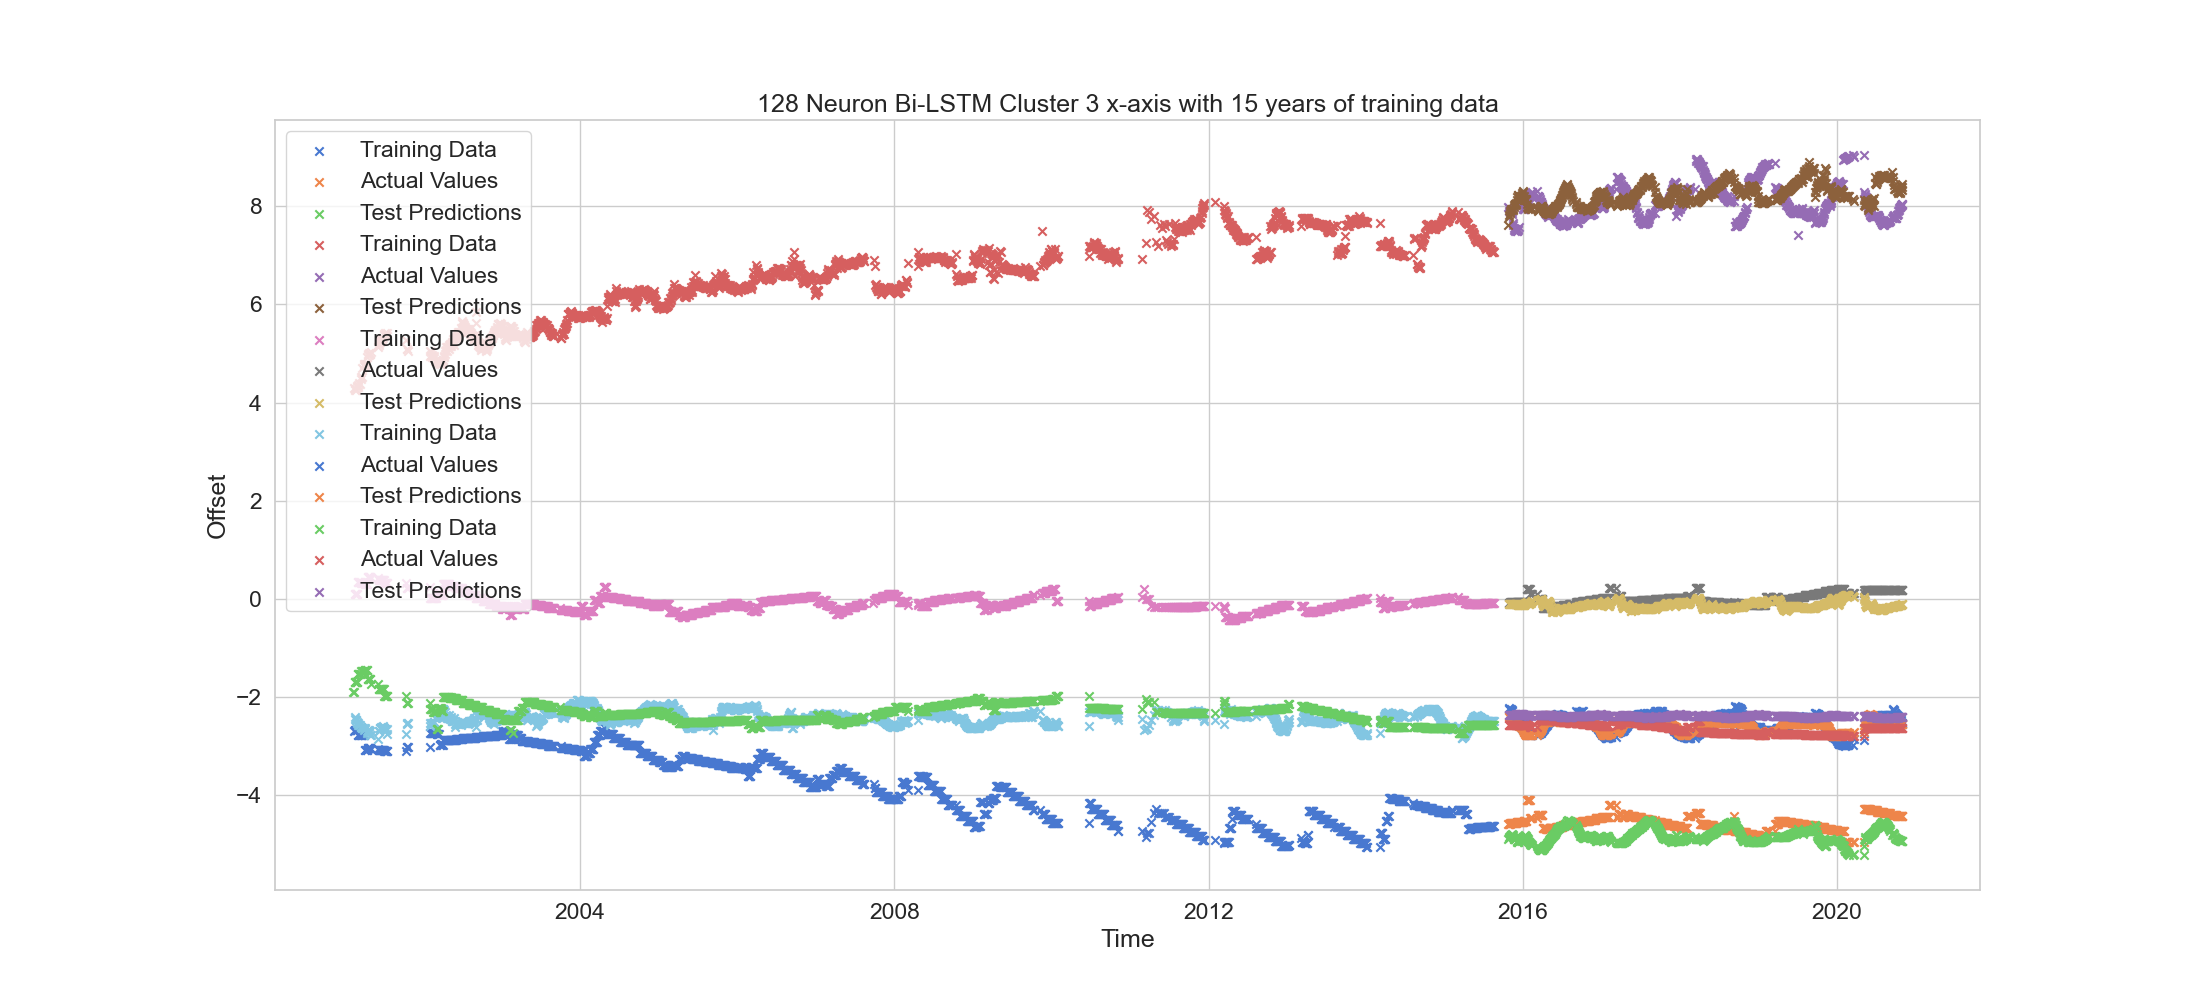 128 Neuron Bi-LSTM Cluster 3 x-axis with 15 years of training data
Training Data
Actual Values
Test Predictions
Training Data
Actual Values
Test Predictions
Training Data
Actual Values
Test Predictions
Training Data
Actual Values
Test Predictions
Training Data
Actual Values
Test Predictions
8
6
4
2
0
−2
−4
Offset
2004
2008
2012
2016
2020
Time